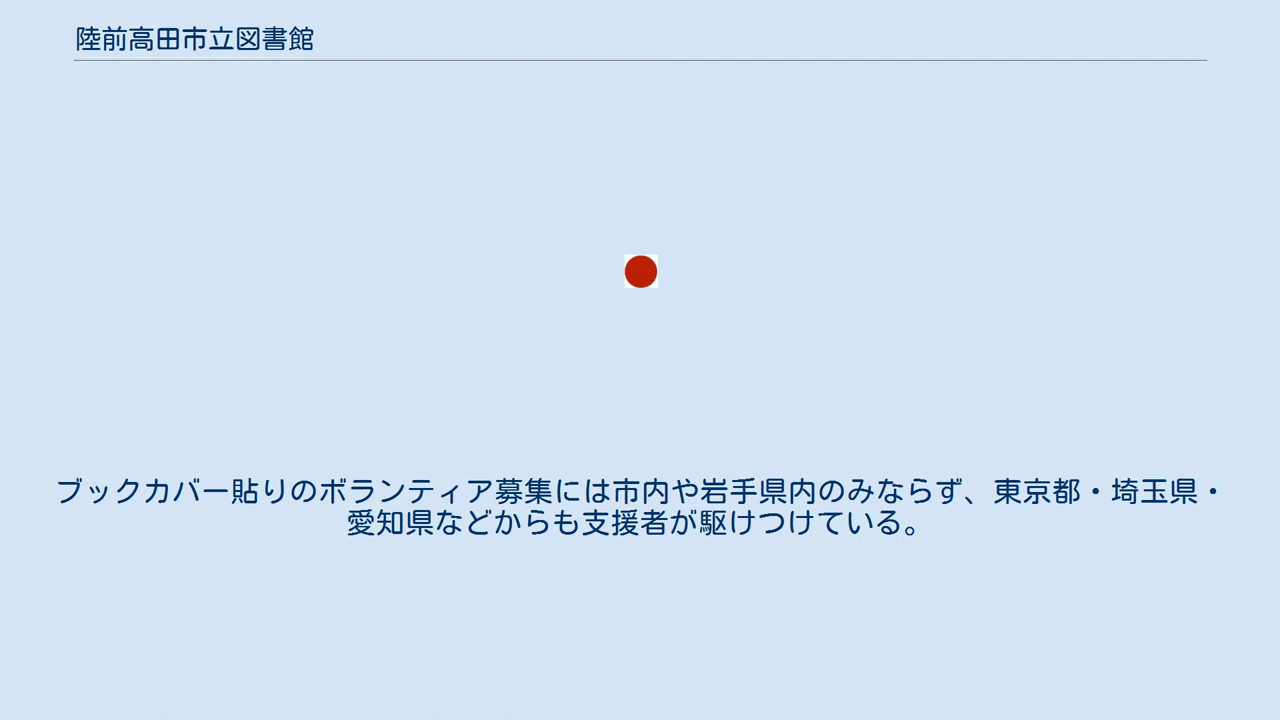 陸前高田市立図書館
ブックカバー貼りのボランティア募集には市内や岩手県内のみならず、東京都・埼玉県・
愛知県などからも支援者が駆けつけている。